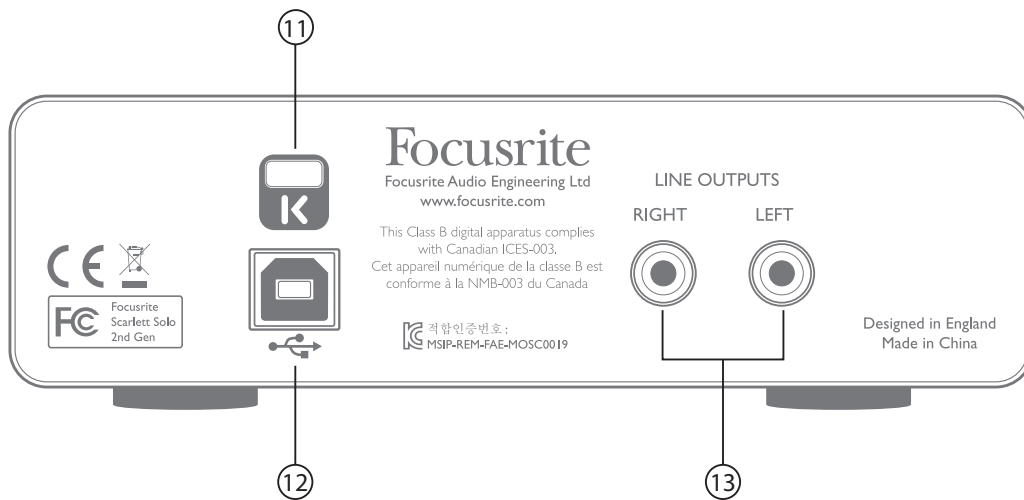 11
Focusrite
Focusrite Audio Engineering Ltd
www.focusrite.com
This Class B digital apparatus complies
with Canadian ICES-003.
Cet appareil numérique de la classe B est
conforme à la NMB-003 du Canada
적합인증번호 :
MSIP-REM-FAE-MOSC0019
LINE OUTPUTS
RIGHT LEFT
K
CE
FC
Focusrite
Scarlett Solo
2nd Gen
Designed in England
Made in China
12
13